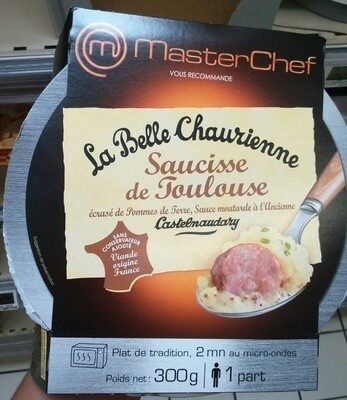 m MasterChef
VOUS RECOMMANDE
La Belle Chaurienne
Saucisse
de Toulouse
écrasé de Pommes de Terre, Sauce moutarde à l'Ancienne
Castelnaudary
SANS
CONSERVATEUR
AJOUTÉ
Viande
origine
France
Plat de tradition, 2 mn au micro-ondes
Poids net: 300g 1 part